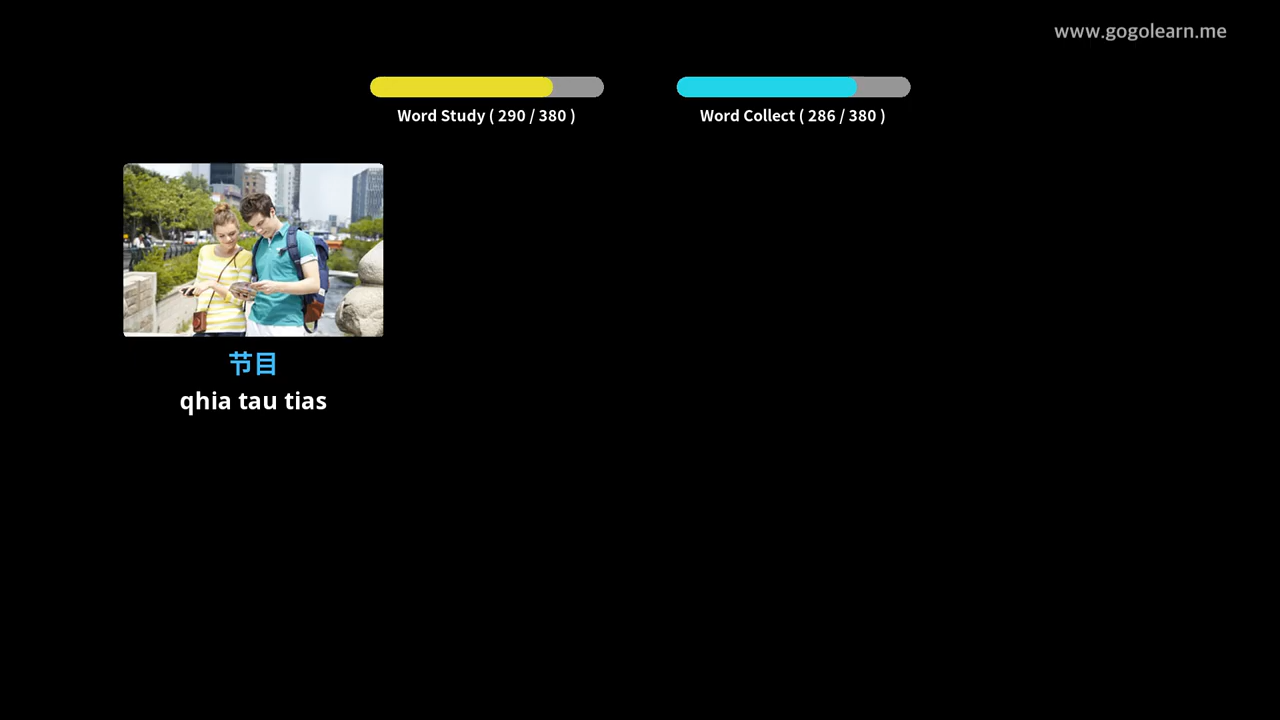 www.gogolearn.me
Word Study ( 290 / 380 )
Word Collect ( 286 / 380 )
节目
qhia tau tias